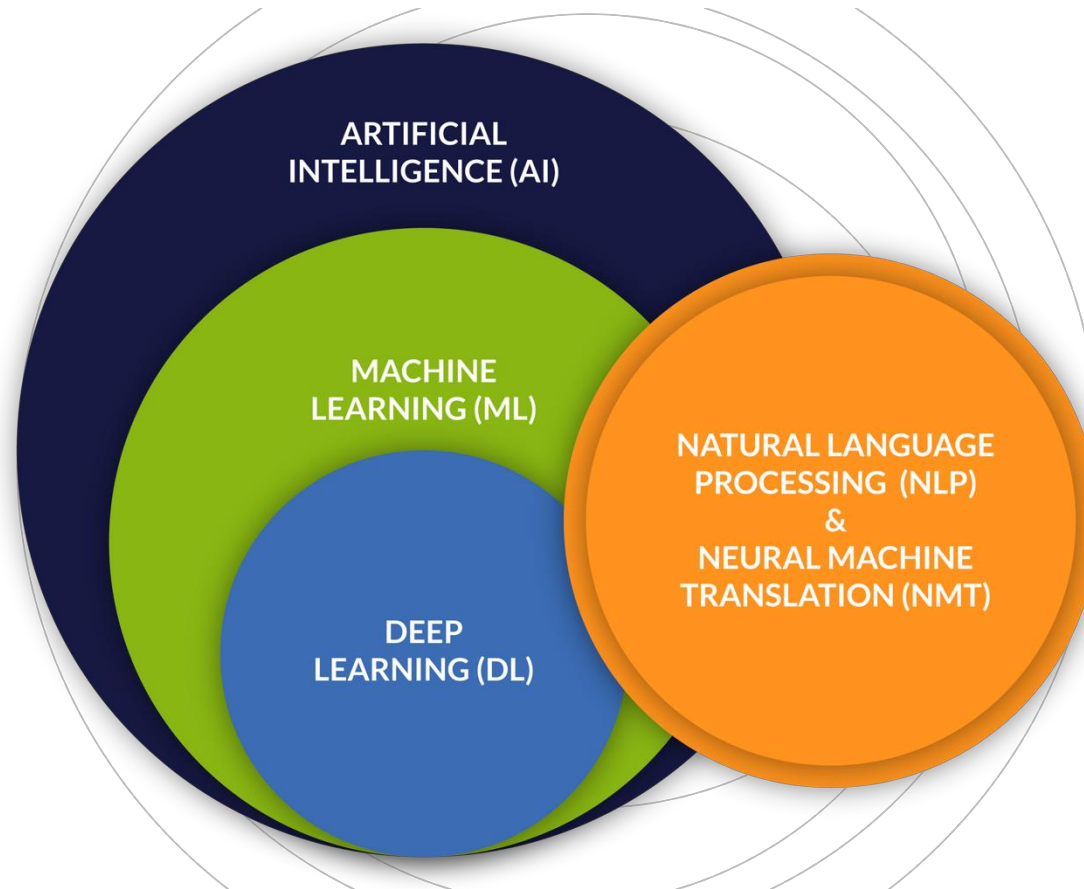 ARTIFICIAL
INTELLIGENCE (AI)
MACHINE
LEARNING (ML)
DEEP
LEARNING (DL)
NATURAL LANGUAGE
PROCESSING (NLP)
&
NEURAL MACHINE
TRANSLATION (NMT)